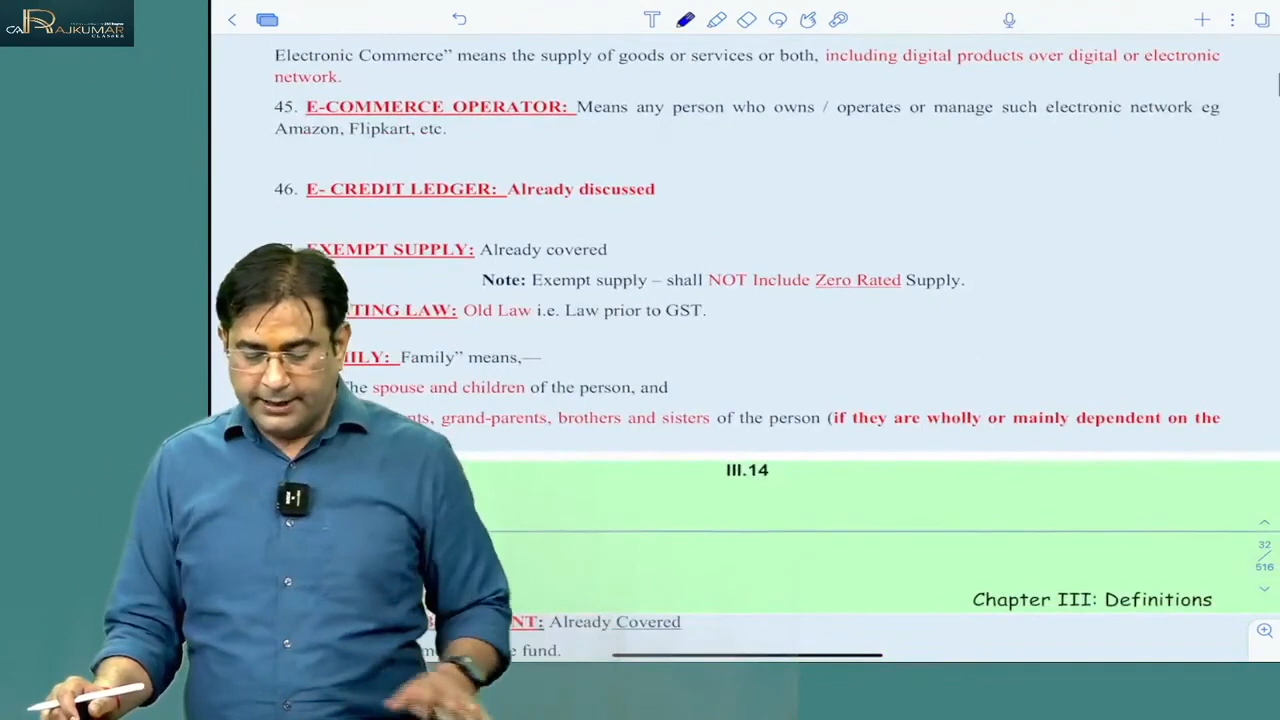 CA RAJKUMAR
CLASSES
Electronic Commerce” means the supply of goods or services or both, including digital products over digital or electronic
network.
45. E-COMMERCE OPERATOR: Means any person who owns / operates or manage such electronic network eg
Amazon, Flipkart, etc.
46. E- CREDIT LEDGER: Already discussed
EXEMPT SUPPLY: Already covered
Note: Exempt supply – shall NOT Include Zero Rated Supply.
TING LAW: Old Law i.e. Law prior to GST.
ILY: Family” means,—
he spouse and children of the person, and
nts, grand-parents, brothers and sisters of the person (if they are wholly or mainly dependent on the
III.14
32
516
Chapter III: Definitions
NT: Already Covered
e fund.